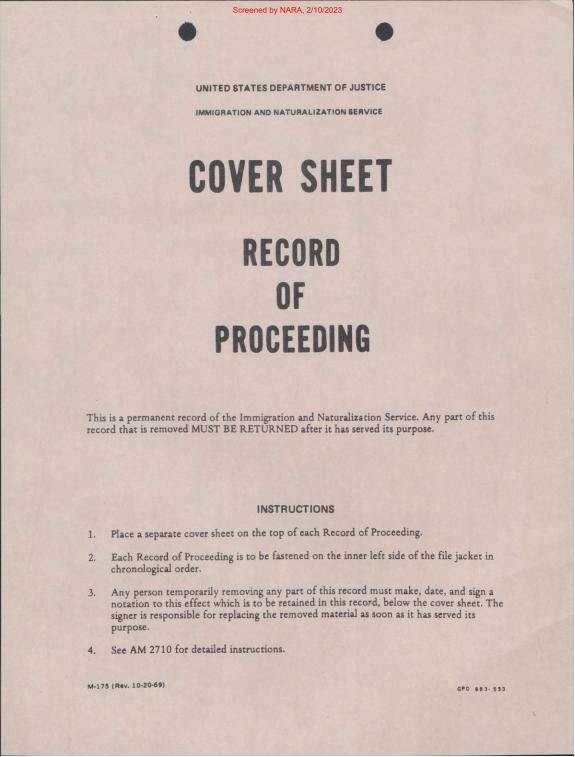 Screened by NARA, 2/10/2023
UNITED STATES DEPARTMENT OF JUSTICE
IMMIGRATION AND NATURALIZATION SERVICE
COVER SHEET
RECORD
OF
PROCEEDING
This is a permanent record of the Immigration and Naturalization Service. Any part of this
record that is removed MUST BE RETURNED after it has served its purpose.
INSTRUCTIONS
1. Place a separate cover sheet on the top of each Record of Proceeding.
2. Each Record of Proceeding is to be fastened on the inner left side of the file jacket in
chronological order.
3. Any person temporarily removing any part of this record must make, date, and sign a
notation to this effect which is to be retained in this record, below the cover sheet. The
signer is responsible for replacing the removed material as soon as it has served its
purpose.
4. See AM 2710 for detailed instructions.
M-175 (Rev. 10-20-69)
GPO 883-533